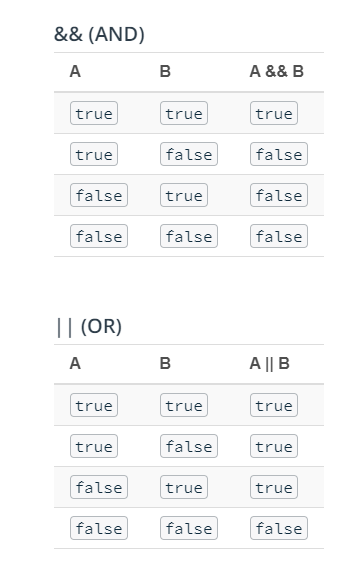 && (AND)
A B A && B
true true true
true false false
false true false
false false false
|| (OR)
A B A || B
true true true
true false true
false true true
false false false